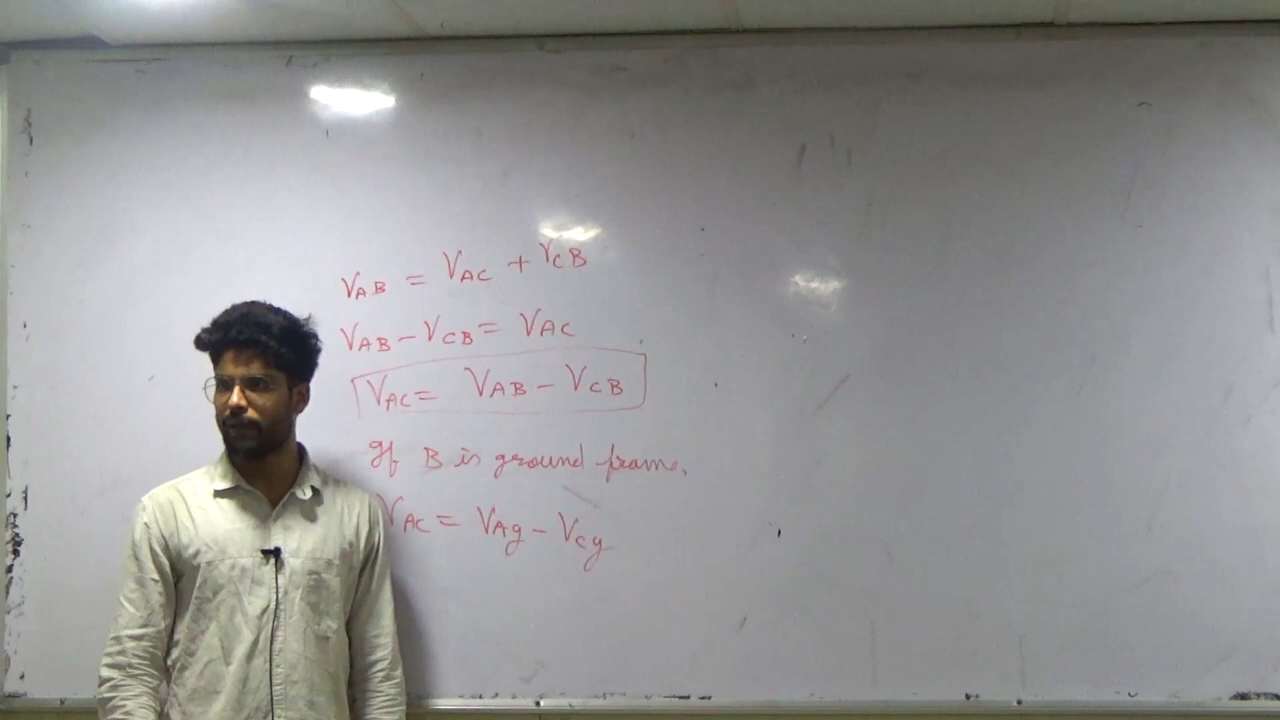 V_AB = V_AC + V_CB
V_AB - V_CB = V_AC
V_AC = V_AB - V_CB
If B is ground frame.
V_AC = V_Ag - V_Cg